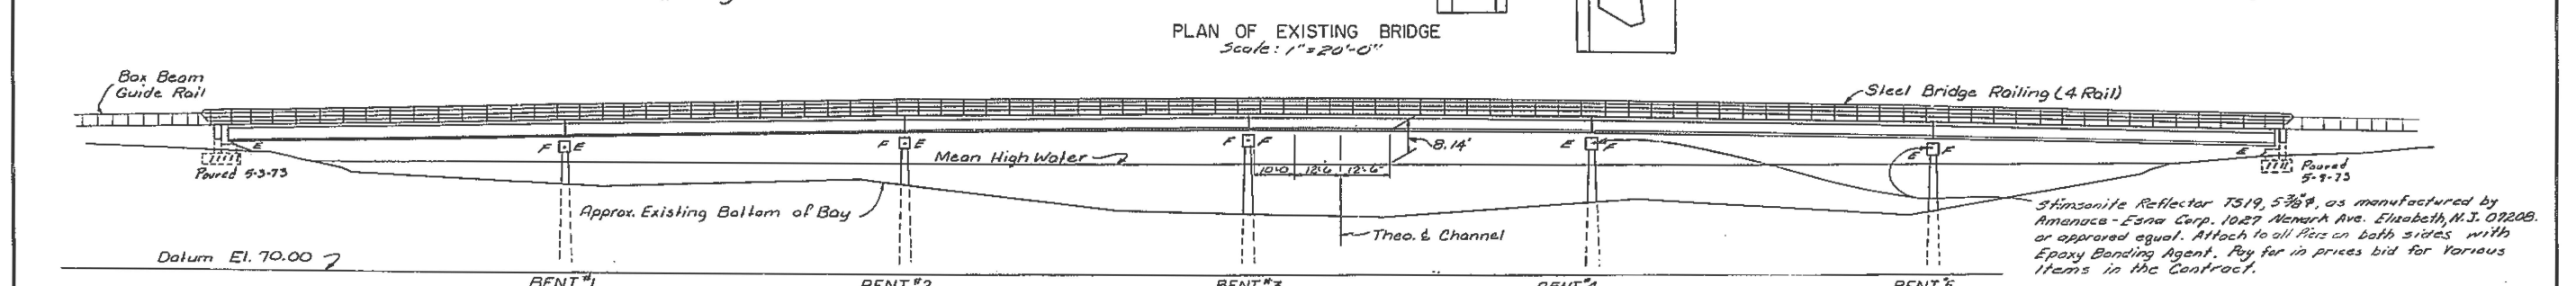 PLAN OF EXISTING BRIDGE
Scale: 1"=20'-0"
Box Beam
Guide Rail
Steel Bridge Railing (4 Rail)
E
F E
F E
F F
E F
E F
E
8.14'
Mean High Water
10'-0 12'-6 12'-6"
Poured 5-3-73
Poured
5-9-73
Approx. Existing Bottom of Bay
Theo. ℄ Channel
Stimsonite Reflector TS19, 5⅜"φ, as manufactured by
Amanace-Esna Corp. 1027 Newark Ave. Elizabeth, N.J. 07208.
or approved equal. Attach to all Piers on both sides with
Epoxy Bonding Agent. Pay for in prices bid for Various
Items in the Contract.
Datum El. 70.00
BENT #1 BENT #2 BENT #3 BENT #4 BENT #5